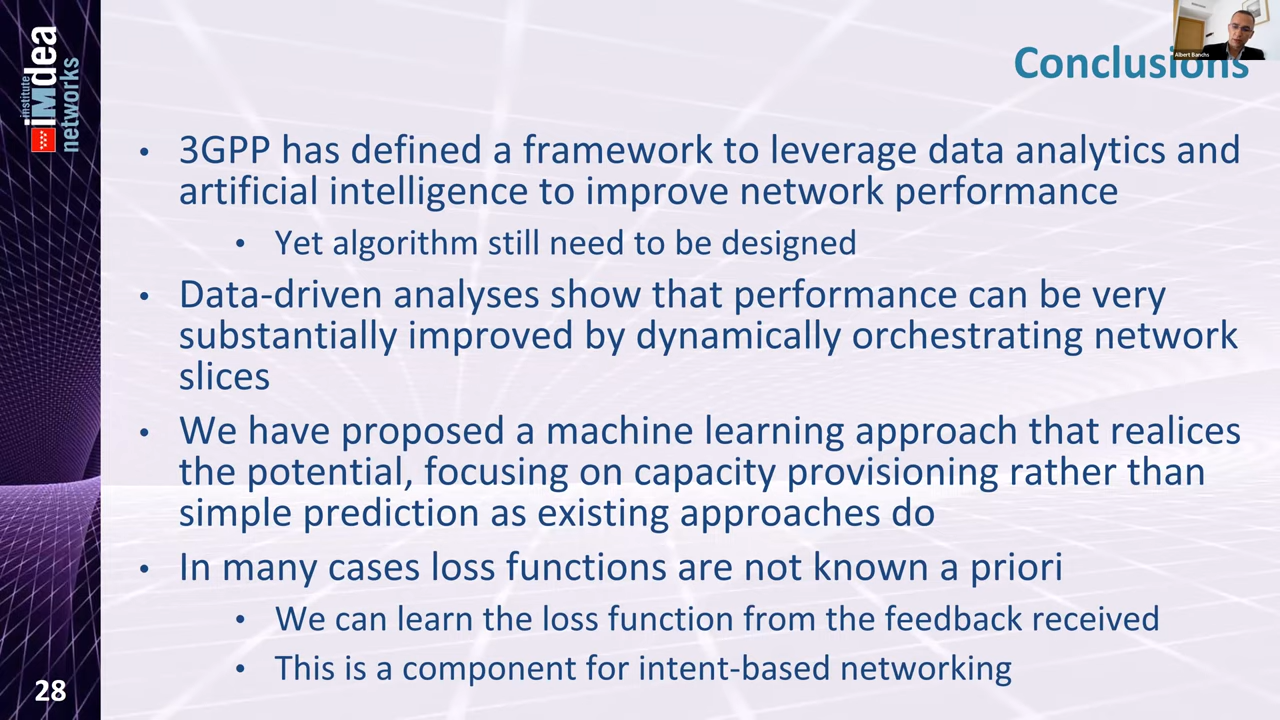 institute
imdea
networks
Albert Banchs
Conclusions
• 3GPP has defined a framework to leverage data analytics and
artificial intelligence to improve network performance
• Yet algorithm still need to be designed
• Data-driven analyses show that performance can be very
substantially improved by dynamically orchestrating network
slices
• We have proposed a machine learning approach that realices
the potential, focusing on capacity provisioning rather than
simple prediction as existing approaches do
• In many cases loss functions are not known a priori
• We can learn the loss function from the feedback received
• This is a component for intent-based networking
28